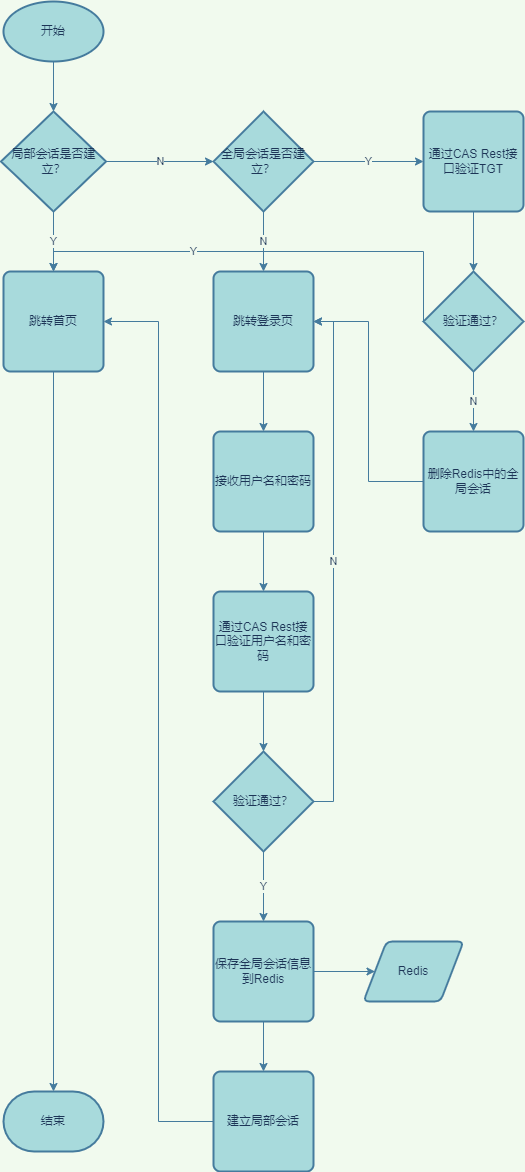 开始
局部会话是否建
立？
N
全局会话是否建
立？
Y
通过CAS Rest接
口验证TGT
Y
N
Y
跳转首页
跳转登录页
验证通过？
N
接收用户名和密码
删除Redis中的全
局会话
N
通过CAS Rest接
口验证用户名和密
码
验证通过？
Y
保存全局会话信息
到Redis
Redis
结束
建立局部会话